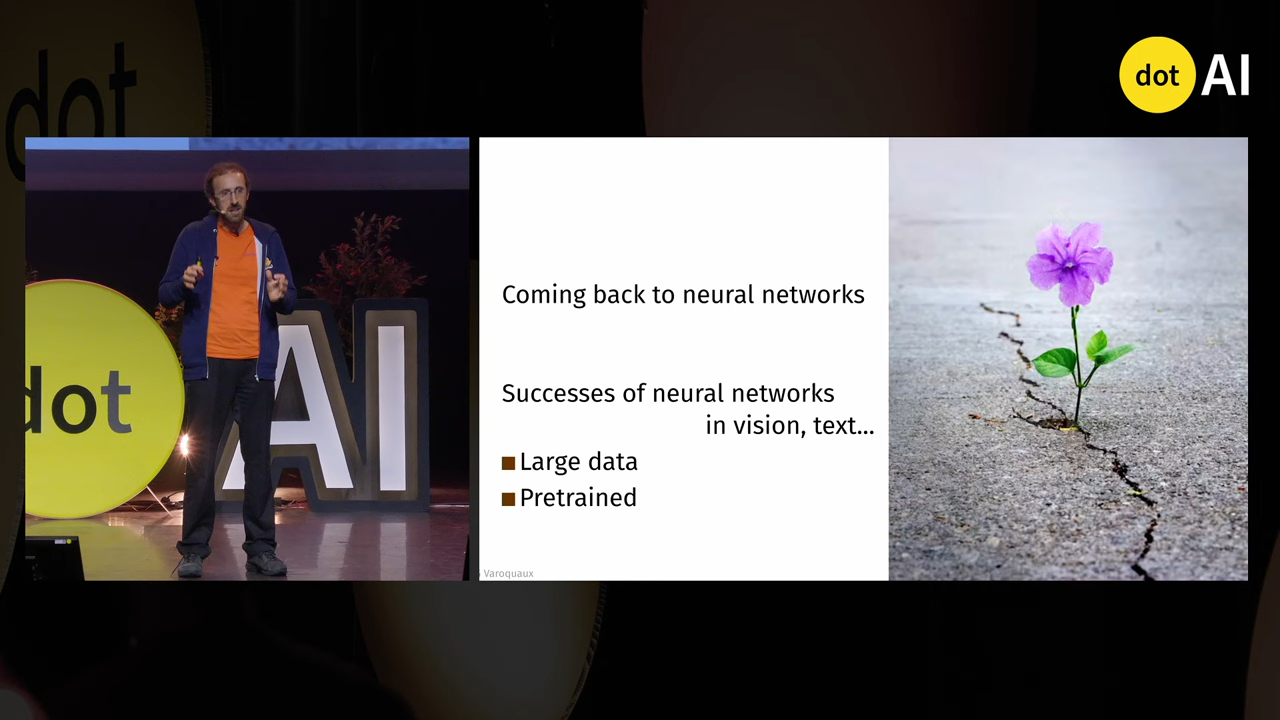 dot
dot AI
dot AI
Coming back to neural networks
Successes of neural networks
in vision, text...
Large data
Pretrained
Varoquaux